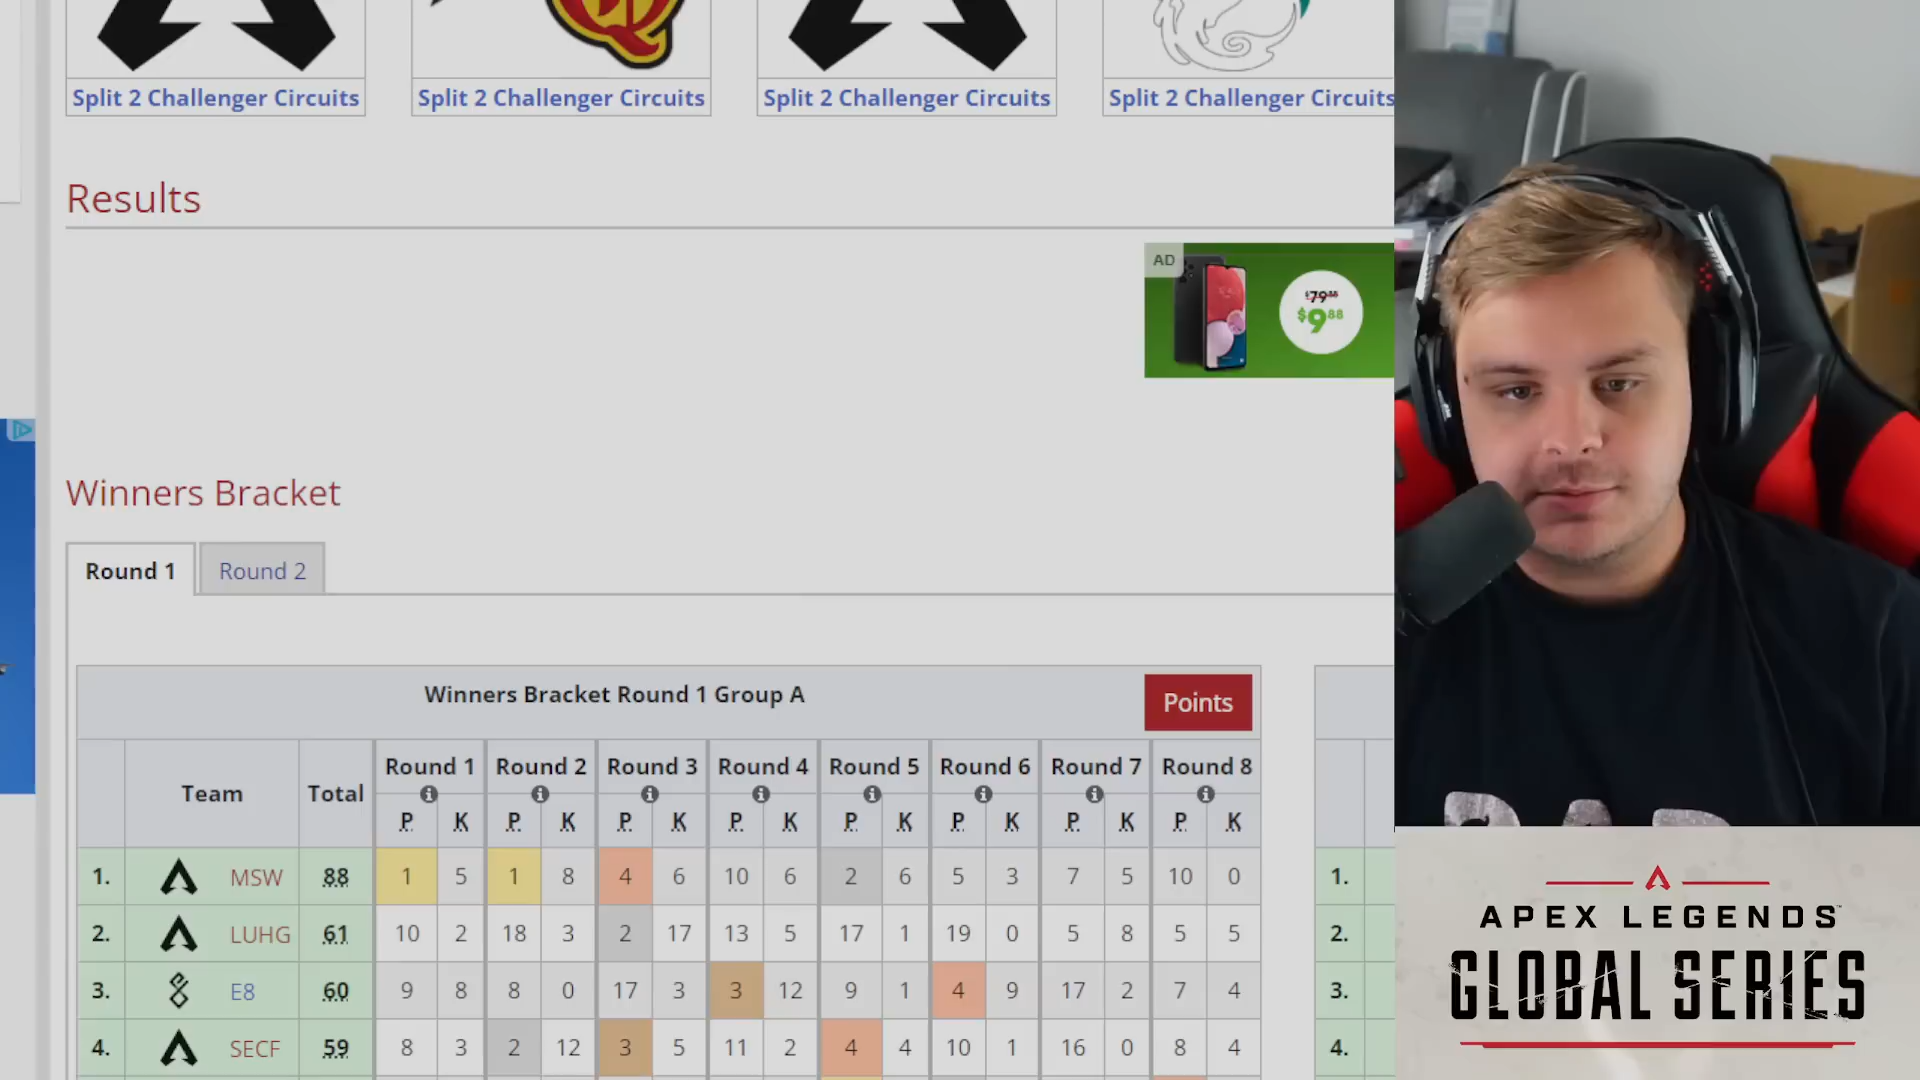 Split 2 Challenger Circuits Split 2 Challenger Circuits Split 2 Challenger Circuits Split 2 Challenger Circuits
Results
AD
$79.88
$9.88
Winners Bracket
Round 1 Round 2
Winners Bracket Round 1 Group A Points
Team Total Round 1 Round 2 Round 3 Round 4 Round 5 Round 6 Round 7 Round 8
P K P K P K P K P K P K P K P K
1. MSW 88 1 5 1 8 4 6 10 6 2 6 5 3 7 5 10 0 1.
2. LUHG 61 10 2 18 3 2 17 13 5 17 1 19 0 5 8 5 5 2.
3. E8 60 9 8 8 0 17 3 3 12 9 1 4 9 17 2 7 4 3.
4. SECF 59 8 3 2 12 3 5 11 2 4 4 10 1 16 0 8 4 4.
APEX LEGENDS™
GLOBAL SERIES